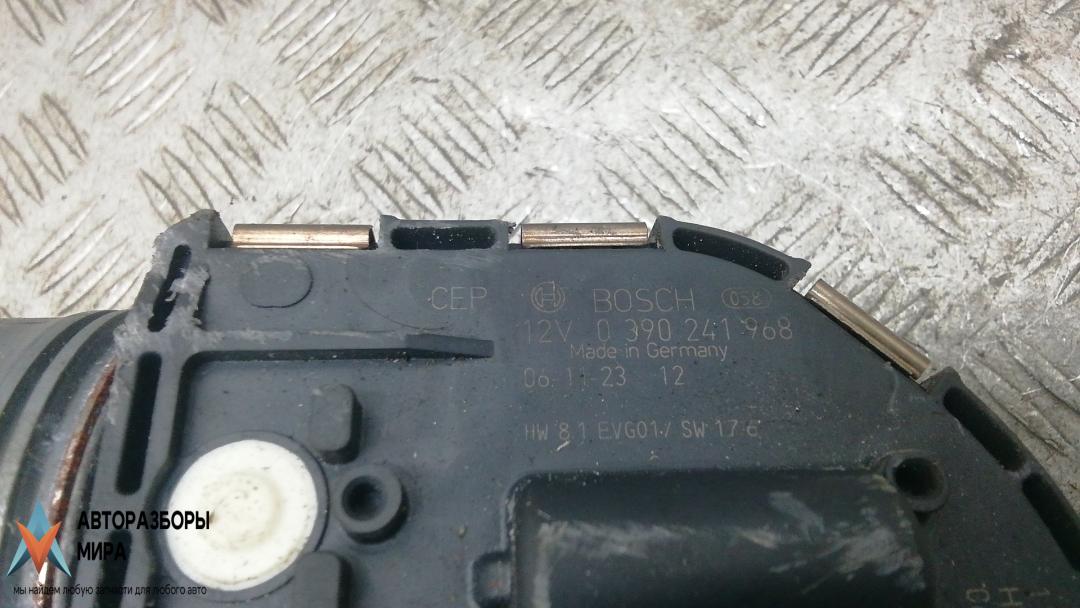 CEP BOSCH 058
12V 0 390 241 968
Made in Germany
06-11-23 12
HW 8.1 EVG01/ SW 17.6
АВТОРАЗБОРЫ
МИРА
мы найдем любую запчасти для любого авто